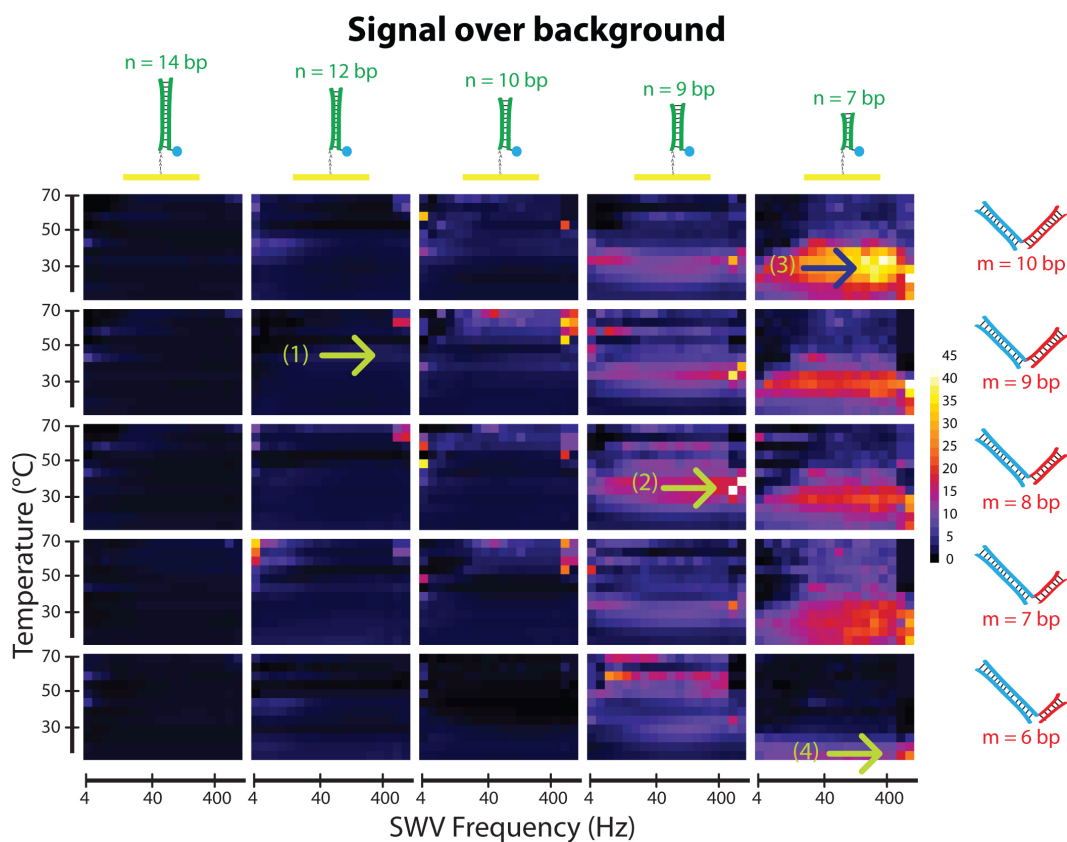 Signal over background
n = 14 bp
n = 12 bp
n = 10 bp
n = 9 bp
n = 7 bp
70
50
30
(3)
m = 10 bp
70
50
30
(1)
m = 9 bp
45
40
35
30
25
20
15
10
5
0
70
50
30
(2)
m = 8 bp
70
50
30
m = 7 bp
70
50
30
(4)
m = 6 bp
Temperature (°C)
4 40 400 4 40 400 4 40 400 4 40 400 4 40 400
SWV Frequency (Hz)